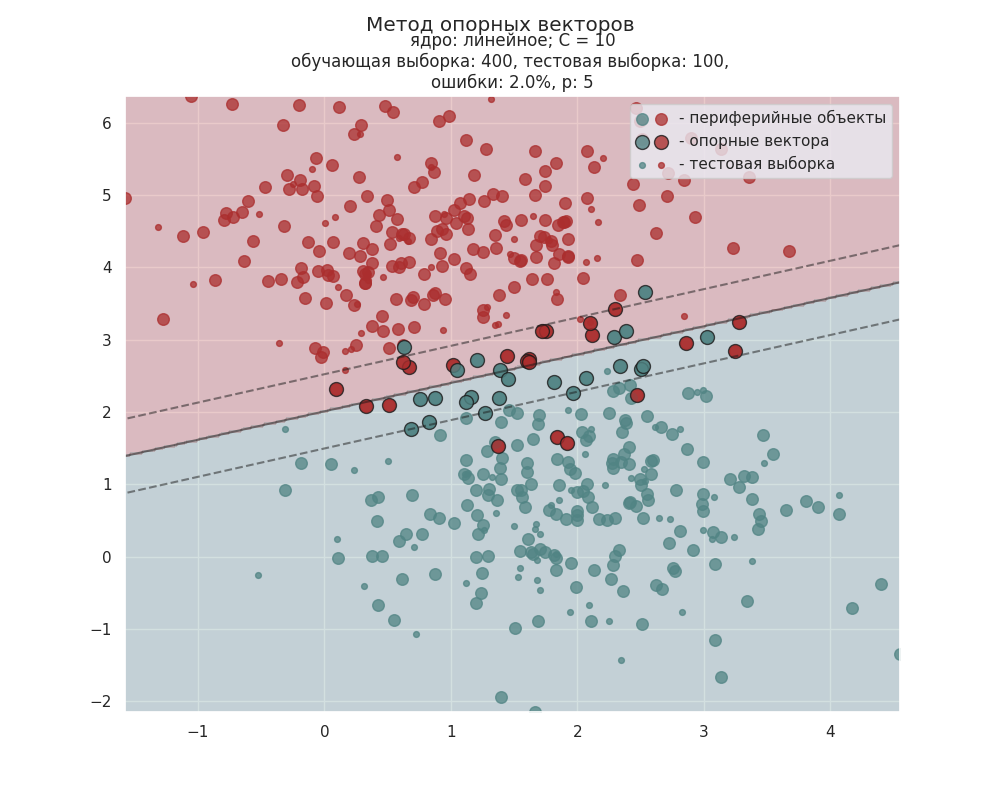 Метод опорных векторов
ядро: линейное; C = 10
обучающая выборка: 400, тестовая выборка: 100,
ошибки: 2.0%, p: 5
- периферийные объекты
- опорные вектора
- тестовая выборка
6
5
4
3
2
1
0
−1
−2
−1 0 1 2 3 4